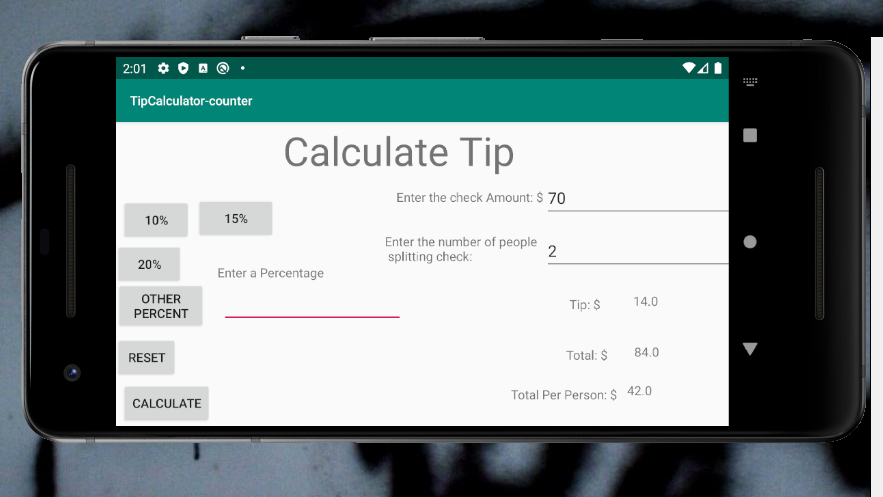 2:01
TipCalculator-counter
Calculate Tip
Enter the check Amount: $ 70
10%
15%
Enter the number of people
splitting check:
2
20%
Enter a Percentage
OTHER
PERCENT
Tip: $ 14.0
RESET
Total: $ 84.0
Total Per Person: $ 42.0
CALCULATE